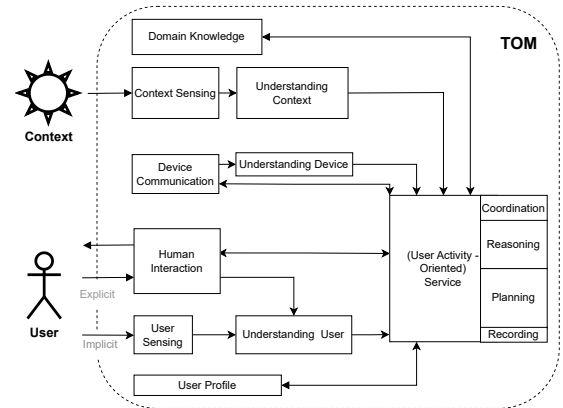 Domain Knowledge
TOM
Context Sensing
Understanding
Context
Context
Device
Communication
Understanding Device
Coordination
Reasoning
Planning
Recording
(User Activity -
Oriented)
Service
Human
Interaction
Explicit
User
Implicit
User
Sensing
Understanding User
User Profile